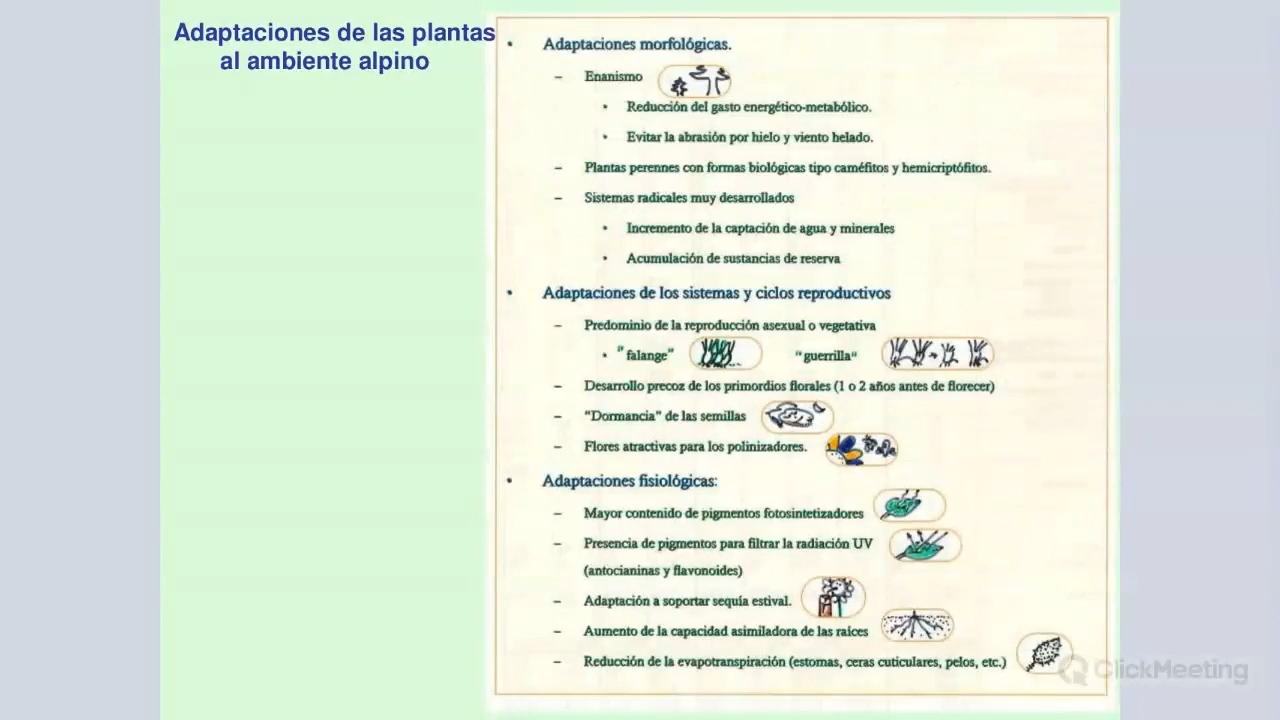 Adaptaciones de las plantas
al ambiente alpino
• Adaptaciones morfológicas.
– Enanismo
• Reducción del gasto energético-metabólico.
• Evitar la abrasión por hielo y viento helado.
– Plantas perennes con formas biológicas tipo caméfitos y hemicriptófitos.
– Sistemas radicales muy desarrollados
• Incremento de la captación de agua y minerales
• Acumulación de sustancias de reserva
• Adaptaciones de los sistemas y ciclos reproductivos
– Predominio de la reproducción asexual o vegetativa
• "falange" "guerrilla"
– Desarrollo precoz de los primordios florales (1 o 2 años antes de florecer)
– "Dormancia" de las semillas
– Flores atractivas para los polinizadores.
• Adaptaciones fisiológicas:
– Mayor contenido de pigmentos fotosintetizadores
– Presencia de pigmentos para filtrar la radiación UV
(antocianinas y flavonoides)
– Adaptación a soportar sequía estival.
– Aumento de la capacidad asimiladora de las raíces
– Reducción de la evapotranspiración (estomas, ceras cuticulares, pelos, etc.)
ClickMeeting